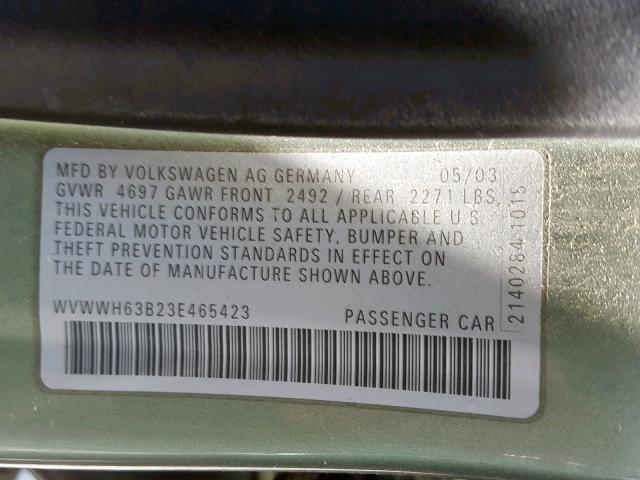 MFD BY VOLKSWAGEN AG GERMANY 05/03
GVWR 4697 GAWR FRONT 2492 / REAR 2271 LBS,
THIS VEHICLE CONFORMS TO ALL APPLICABLE U S
FEDERAL MOTOR VEHICLE SAFETY, BUMPER AND
THEFT PREVENTION STANDARDS IN EFFECT ON
THE DATE OF MANUFACTURE SHOWN ABOVE.
WVWWH63B23E465423 PASSENGER CAR
2140284 1015